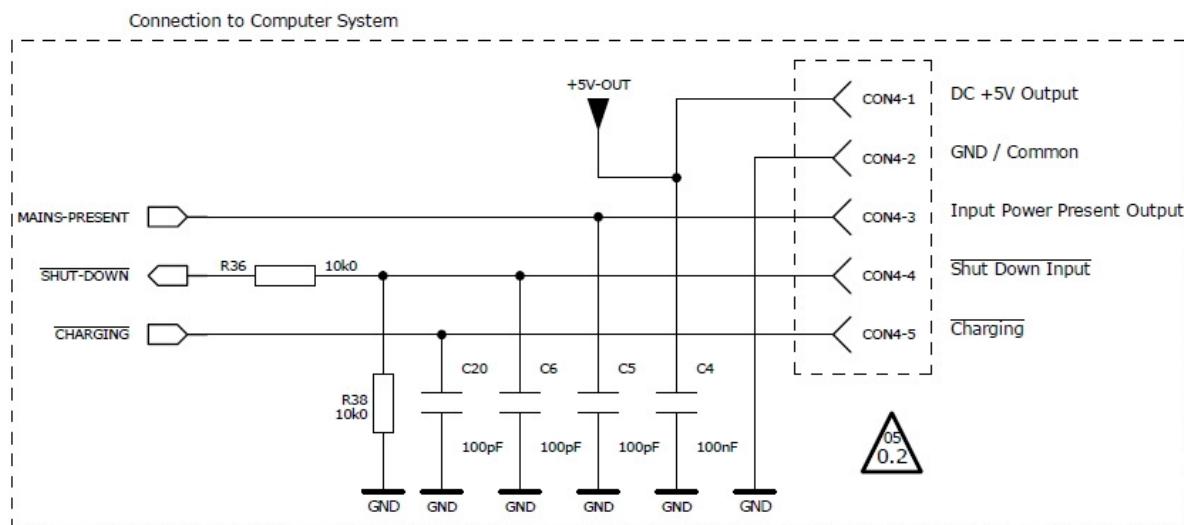 Connection to Computer System
+5V-OUT
CON4-1 DC +5V Output
CON4-2 GND / Common
MAINS-PRESENT CON4-3 Input Power Present Output
SHUT-DOWN R36 10k0 CON4-4 Shut Down Input
CHARGING CON4-5 Charging
C20 C6 C5 C4
R38
10k0
100pF 100pF 100pF 100nF
05
0.2
GND GND GND GND GND GND